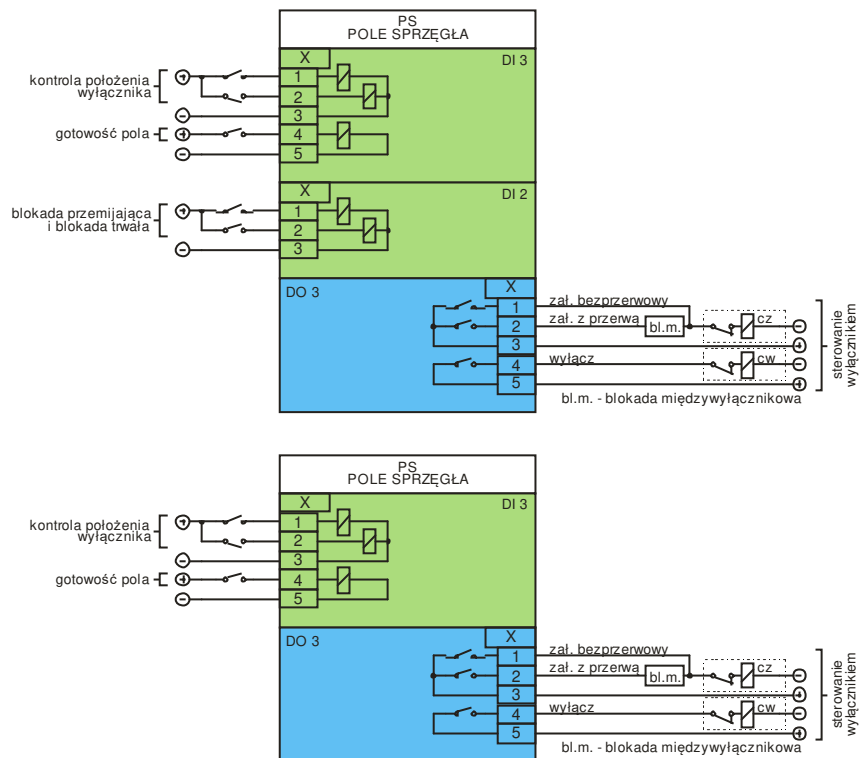 PS
POLE SPRZĘGŁA
X
DI 3
kontrola położenia
wyłącznika
1
2
3
gotowość pola
4
5
X
DI 2
blokada przemijająca
i blokada trwała
1
2
3
DO 3
X
1
zał. bezprzerwowy
2
zał. z przerwą
bl.m.
cz
3
4
wyłącz
cw
5
sterowanie
wyłącznikiem
bl.m. - blokada międzywyłącznikowa
PS
POLE SPRZĘGŁA
X
DI 3
kontrola położenia
wyłącznika
1
2
3
gotowość pola
4
5
DO 3
X
1
zał. bezprzerwowy
2
zał. z przerwą
bl.m.
cz
3
4
wyłącz
cw
5
sterowanie
wyłącznikiem
bl.m. - blokada międzywyłącznikowa